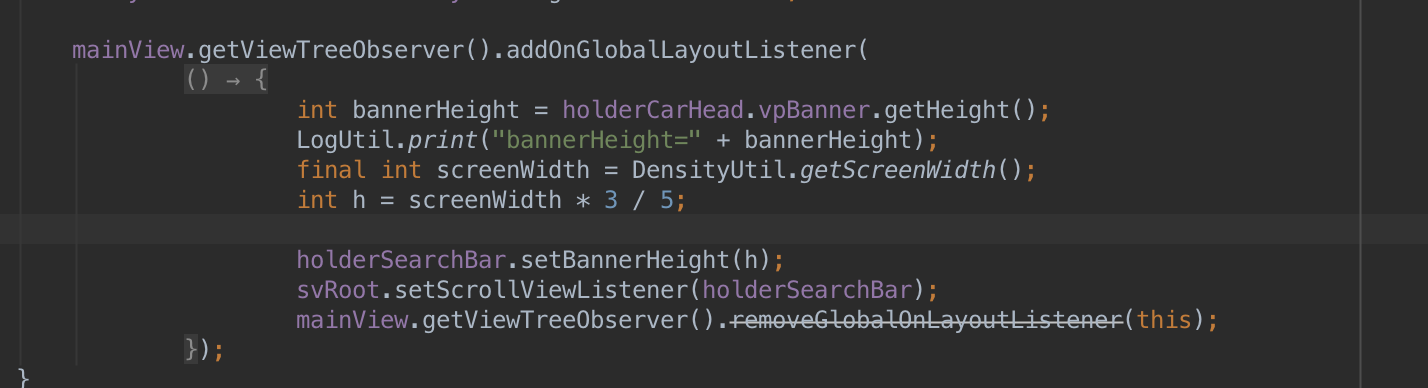 mainView.getViewTreeObserver().addOnGlobalLayoutListener(
() → {
int bannerHeight = holderCarHead.vpBanner.getHeight();
LogUtil.print("bannerHeight=" + bannerHeight);
final int screenWidth = DensityUtil.getScreenWidth();
int h = screenWidth * 3 / 5;
holderSearchBar.setBannerHeight(h);
svRoot.setScrollViewListener(holderSearchBar);
mainView.getViewTreeObserver().removeGlobalOnLayoutListener(this);
});
}